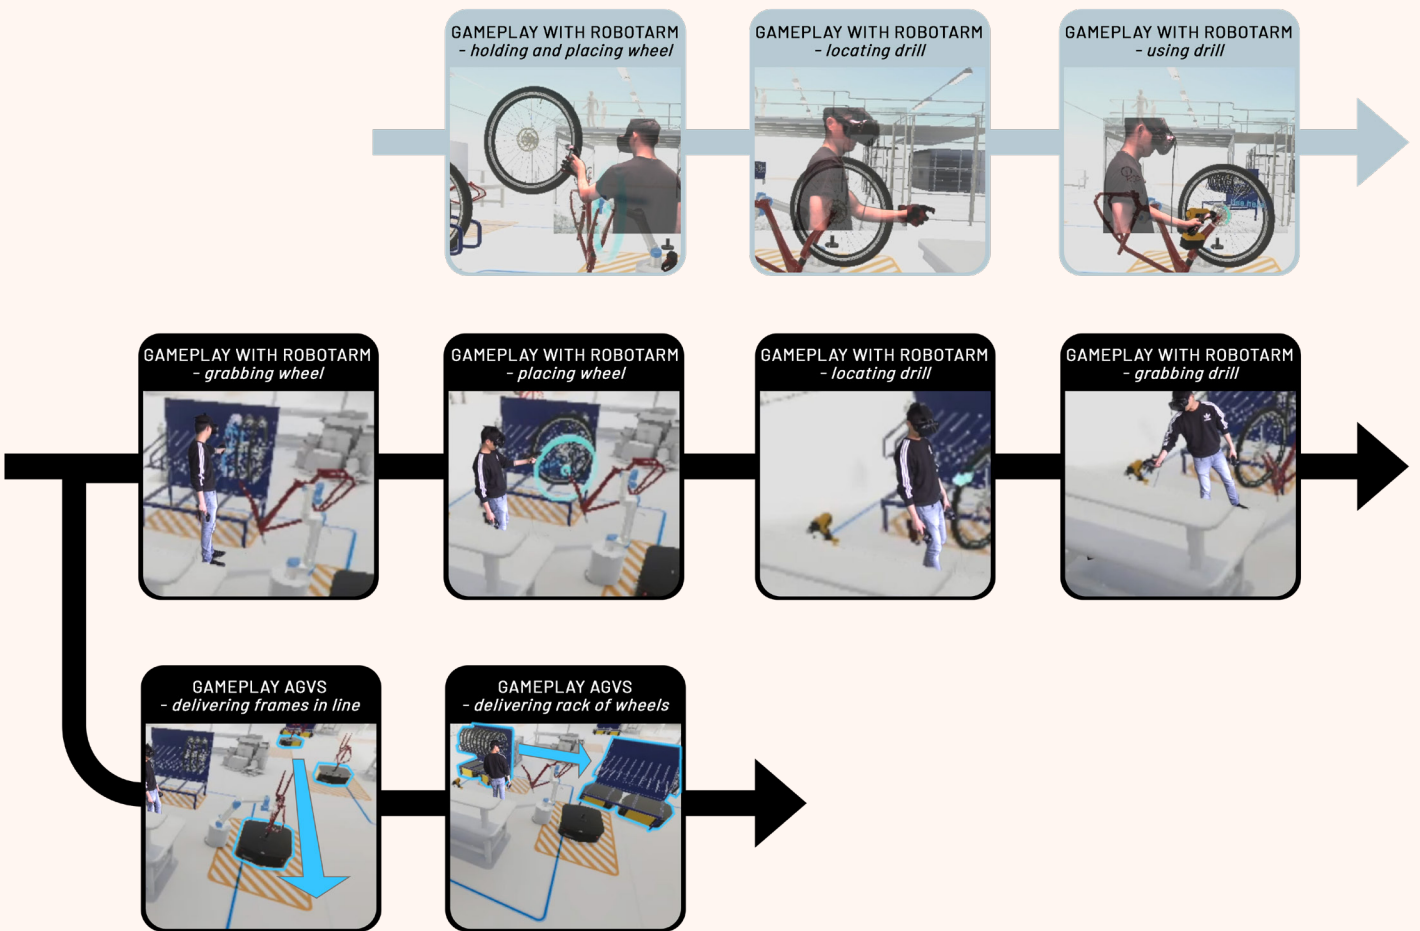 GAMEPLAY WITH ROBOTARM
- holding and placing wheel
GAMEPLAY WITH ROBOTARM
- locating drill
GAMEPLAY WITH ROBOTARM
- using drill
GAMEPLAY WITH ROBOTARM
- grabbing wheel
GAMEPLAY WITH ROBOTARM
- placing wheel
GAMEPLAY WITH ROBOTARM
- locating drill
GAMEPLAY WITH ROBOTARM
- grabbing drill
GAMEPLAY AGVS
- delivering frames in line
GAMEPLAY AGVS
- delivering rack of wheels